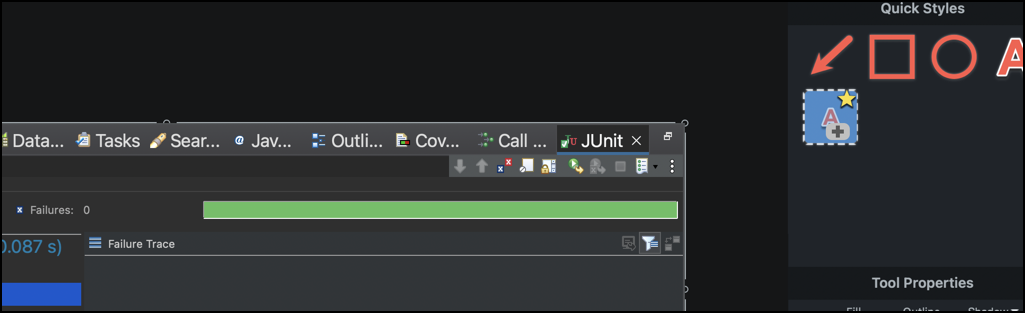 Quick Styles
A
A
Data... Tasks Sear... @ Jav... Outli... Cov... Call ... JU JUnit
Failures: 0
0.087 s)
Failure Trace
Tool Properties
Fill Outline Shadow